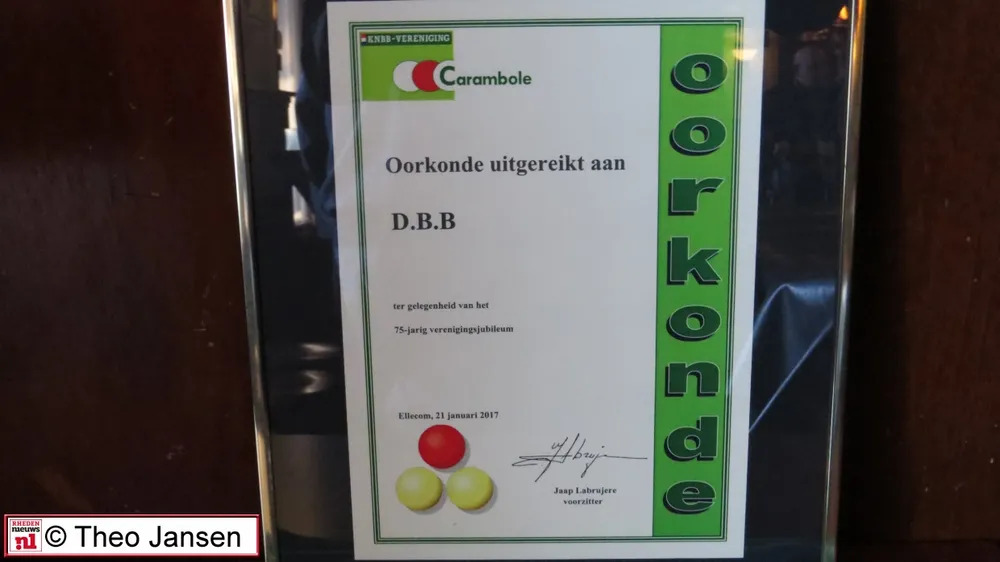 KNBB-VERENIGING
Carambole
Oorkonde uitgereikt aan
D.B.B
ter gelegenheid van het
75-jarig verenigingsjubileum
Ellecom, 21 januari 2017
Jaap Labrujere
voorzitter
oorkonde
RHEDEN
nieuws
.nl
© Theo Jansen